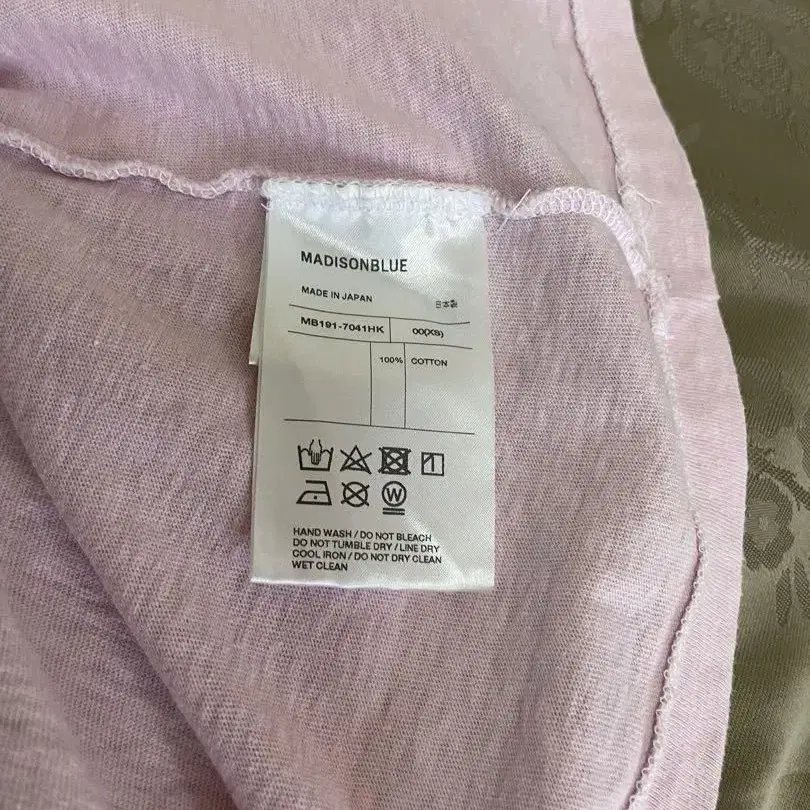 MADISONBLUE
MADE IN JAPAN 日本製
MB191-7041HK 00(XS)
100% COTTON
W
HAND WASH / DO NOT BLEACH
DO NOT TUMBLE DRY / LINE DRY
COOL IRON / DO NOT DRY CLEAN
WET CLEAN